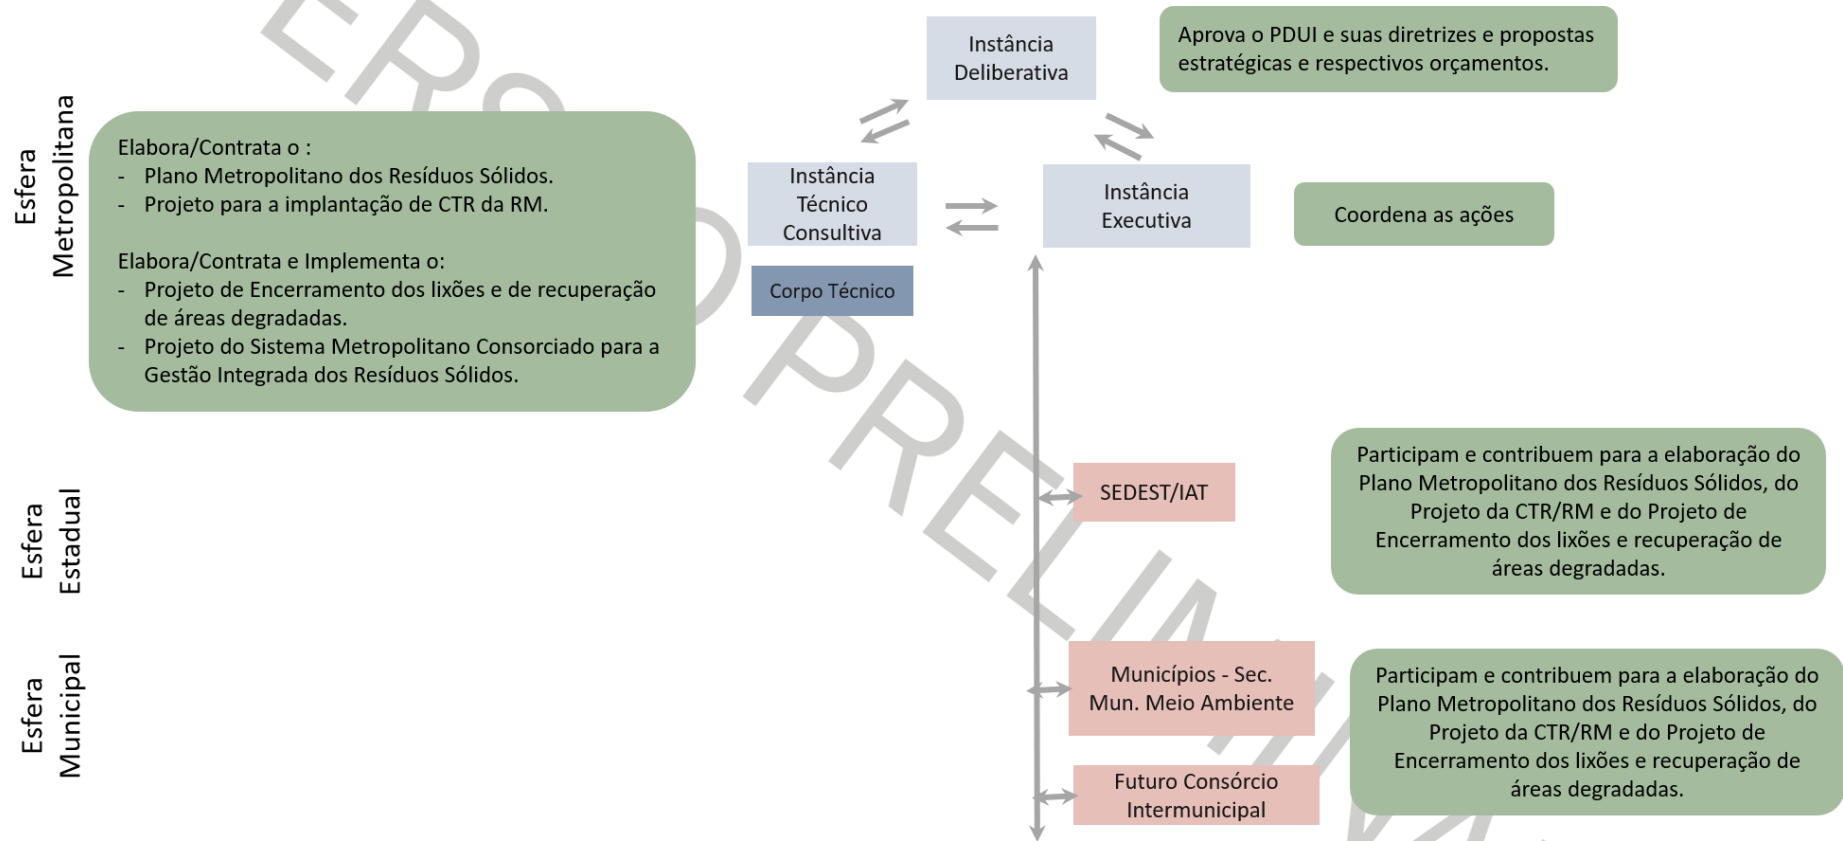 Esfera
Metropolitana
Instância
Deliberativa
Aprova o PDUI e suas diretrizes e propostas
estratégicas e respectivos orçamentos.
Elabora/Contrata o :
- Plano Metropolitano dos Resíduos Sólidos.
- Projeto para a implantação de CTR da RM.
Elabora/Contrata e Implementa o:
- Projeto de Encerramento dos lixões e de recuperação
de áreas degradadas.
- Projeto do Sistema Metropolitano Consorciado para a
Gestão Integrada dos Resíduos Sólidos.
Instância
Técnico
Consultiva
Corpo Técnico
Instância
Executiva
Coordena as ações
Esfera
Estadual
SEDEST/IAT
Participam e contribuem para a elaboração do
Plano Metropolitano dos Resíduos Sólidos, do
Projeto da CTR/RM e do Projeto de
Encerramento dos lixões e recuperação de
áreas degradadas.
Esfera
Municipal
Municípios - Sec.
Mun. Meio Ambiente
Futuro Consórcio
Intermunicipal
Participam e contribuem para a elaboração do
Plano Metropolitano dos Resíduos Sólidos, do
Projeto da CTR/RM e do Projeto de
Encerramento dos lixões e recuperação de
áreas degradadas.